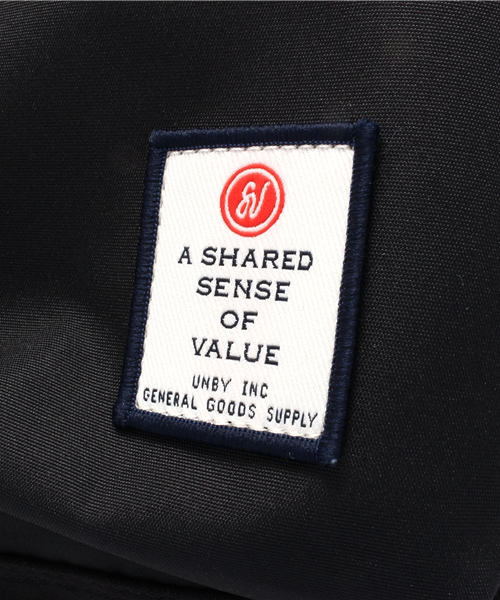 A SHARED
SENSE
OF
VALUE
UNBY INC
GENERAL GOODS SUPPLY